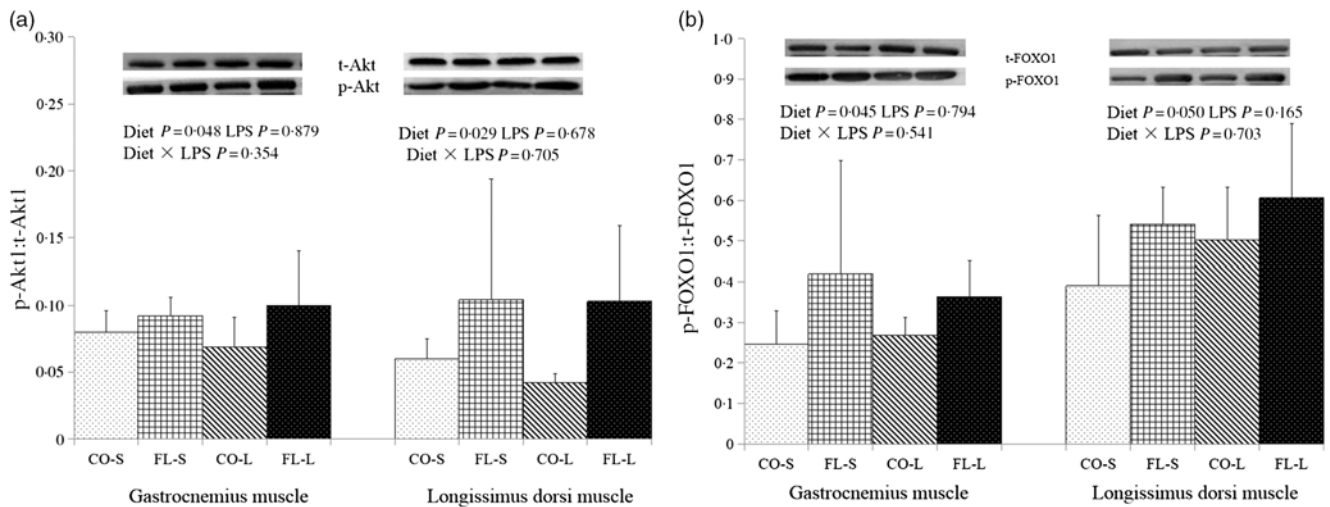 (a)
0·30
0·25
0·20
0·15
0·10
0·05
0
p-Akt1:t-Akt1
t-Akt
p-Akt
Diet P = 0·048 LPS P = 0·879
Diet × LPS P = 0·354
Diet P = 0·029 LPS P = 0·678
Diet × LPS P = 0·705
CO-S FL-S CO-L FL-L CO-S FL-S CO-L FL-L
Gastrocnemius muscle Longissimus dorsi muscle
(b)
1·0
0·9
0·8
0·7
0·6
0·5
0·4
0·3
0·2
0·1
0
p-FOXO1:t-FOXO1
t-FOXO1
p-FOXO1
Diet P = 0·045 LPS P = 0·794
Diet × LPS P = 0·541
Diet P = 0·050 LPS P = 0·165
Diet × LPS P = 0·703
CO-S FL-S CO-L FL-L CO-S FL-S CO-L FL-L
Gastrocnemius muscle Longissimus dorsi muscle